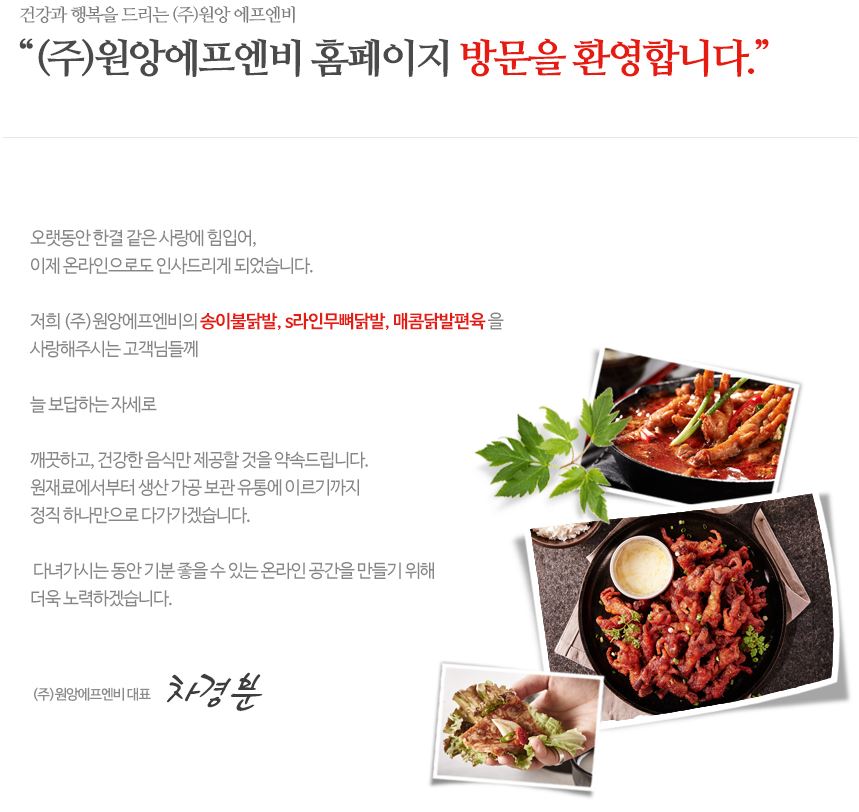 건강과 행복을 드리는 (주)원앙 에프엔비
“(주)원앙에프엔비 홈페이지 방문을 환영합니다.”
오랫동안 한결 같은 사랑에 힘입어,
이제 온라인으로도 인사드리게 되었습니다.
저희 (주)원앙에프엔비의 송이불닭발, s라인무뼈닭발, 매콤닭발편육 을
사랑해주시는 고객님들께
늘 보답하는 자세로
깨끗하고, 건강한 음식만 제공할 것을 약속드립니다.
원재료에서부터 생산 가공 보관 유통에 이르기까지
정직 하나만으로 다가가겠습니다.
다녀가시는 동안 기분 좋을 수 있는 온라인 공간을 만들기 위해
더욱 노력하겠습니다.
(주)원앙에프엔비 대표 차경분